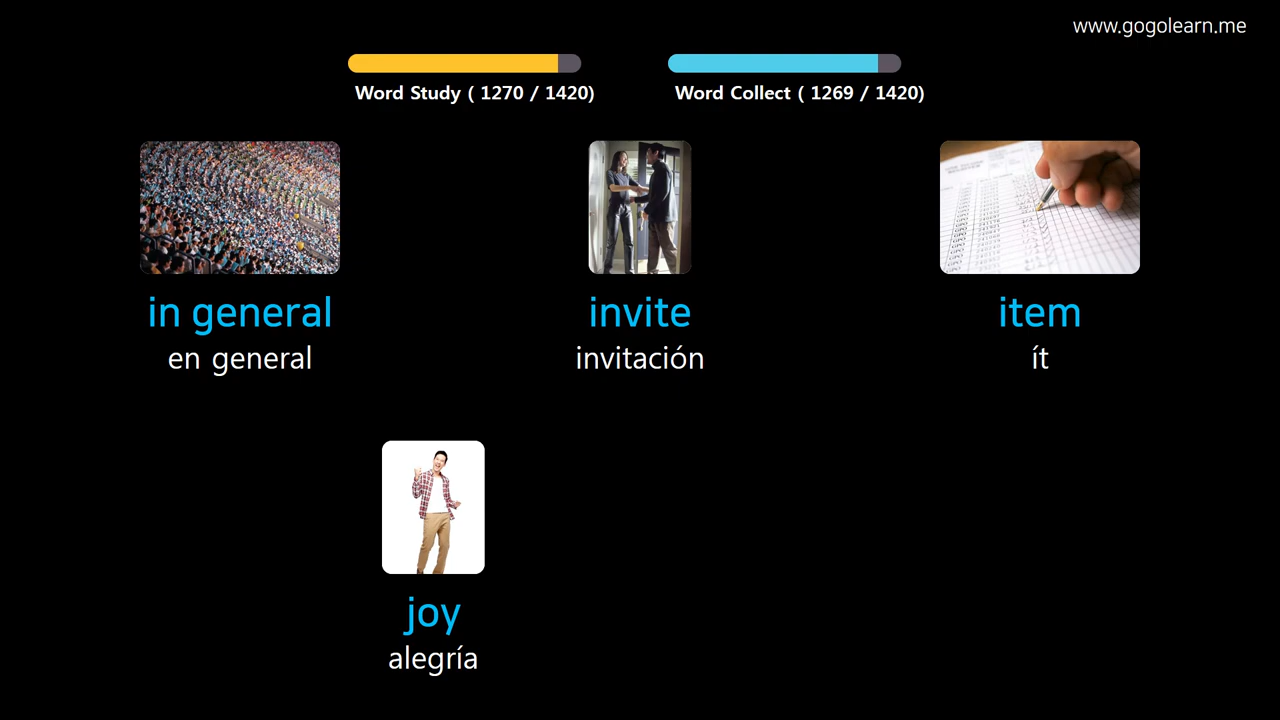 www.gogolearn.me
Word Study ( 1270 / 1420)
Word Collect ( 1269 / 1420)
in general
en general
invite
invitación
item
ít
joy
alegría